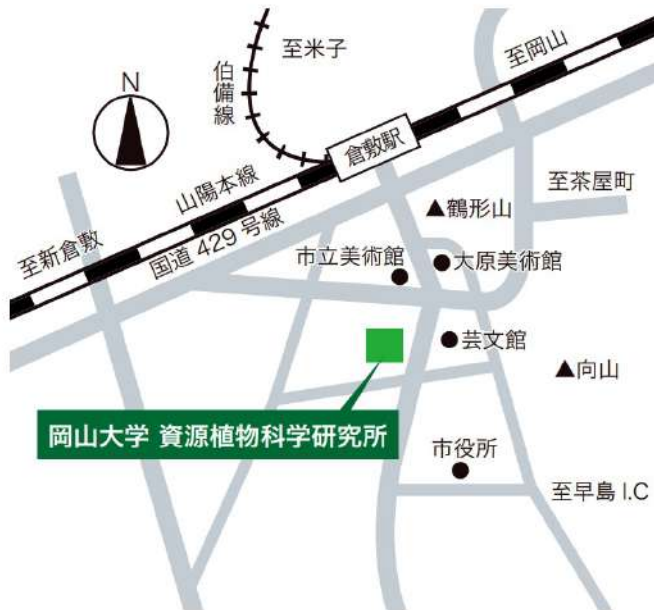 至米子
至岡山
伯備線
N
倉敷駅
山陽本線
至茶屋町
鶴形山
至新倉敷
国道 429 号線
市立美術館
大原美術館
芸文館
向山
岡山大学 資源植物科学研究所
市役所
至早島 I.C